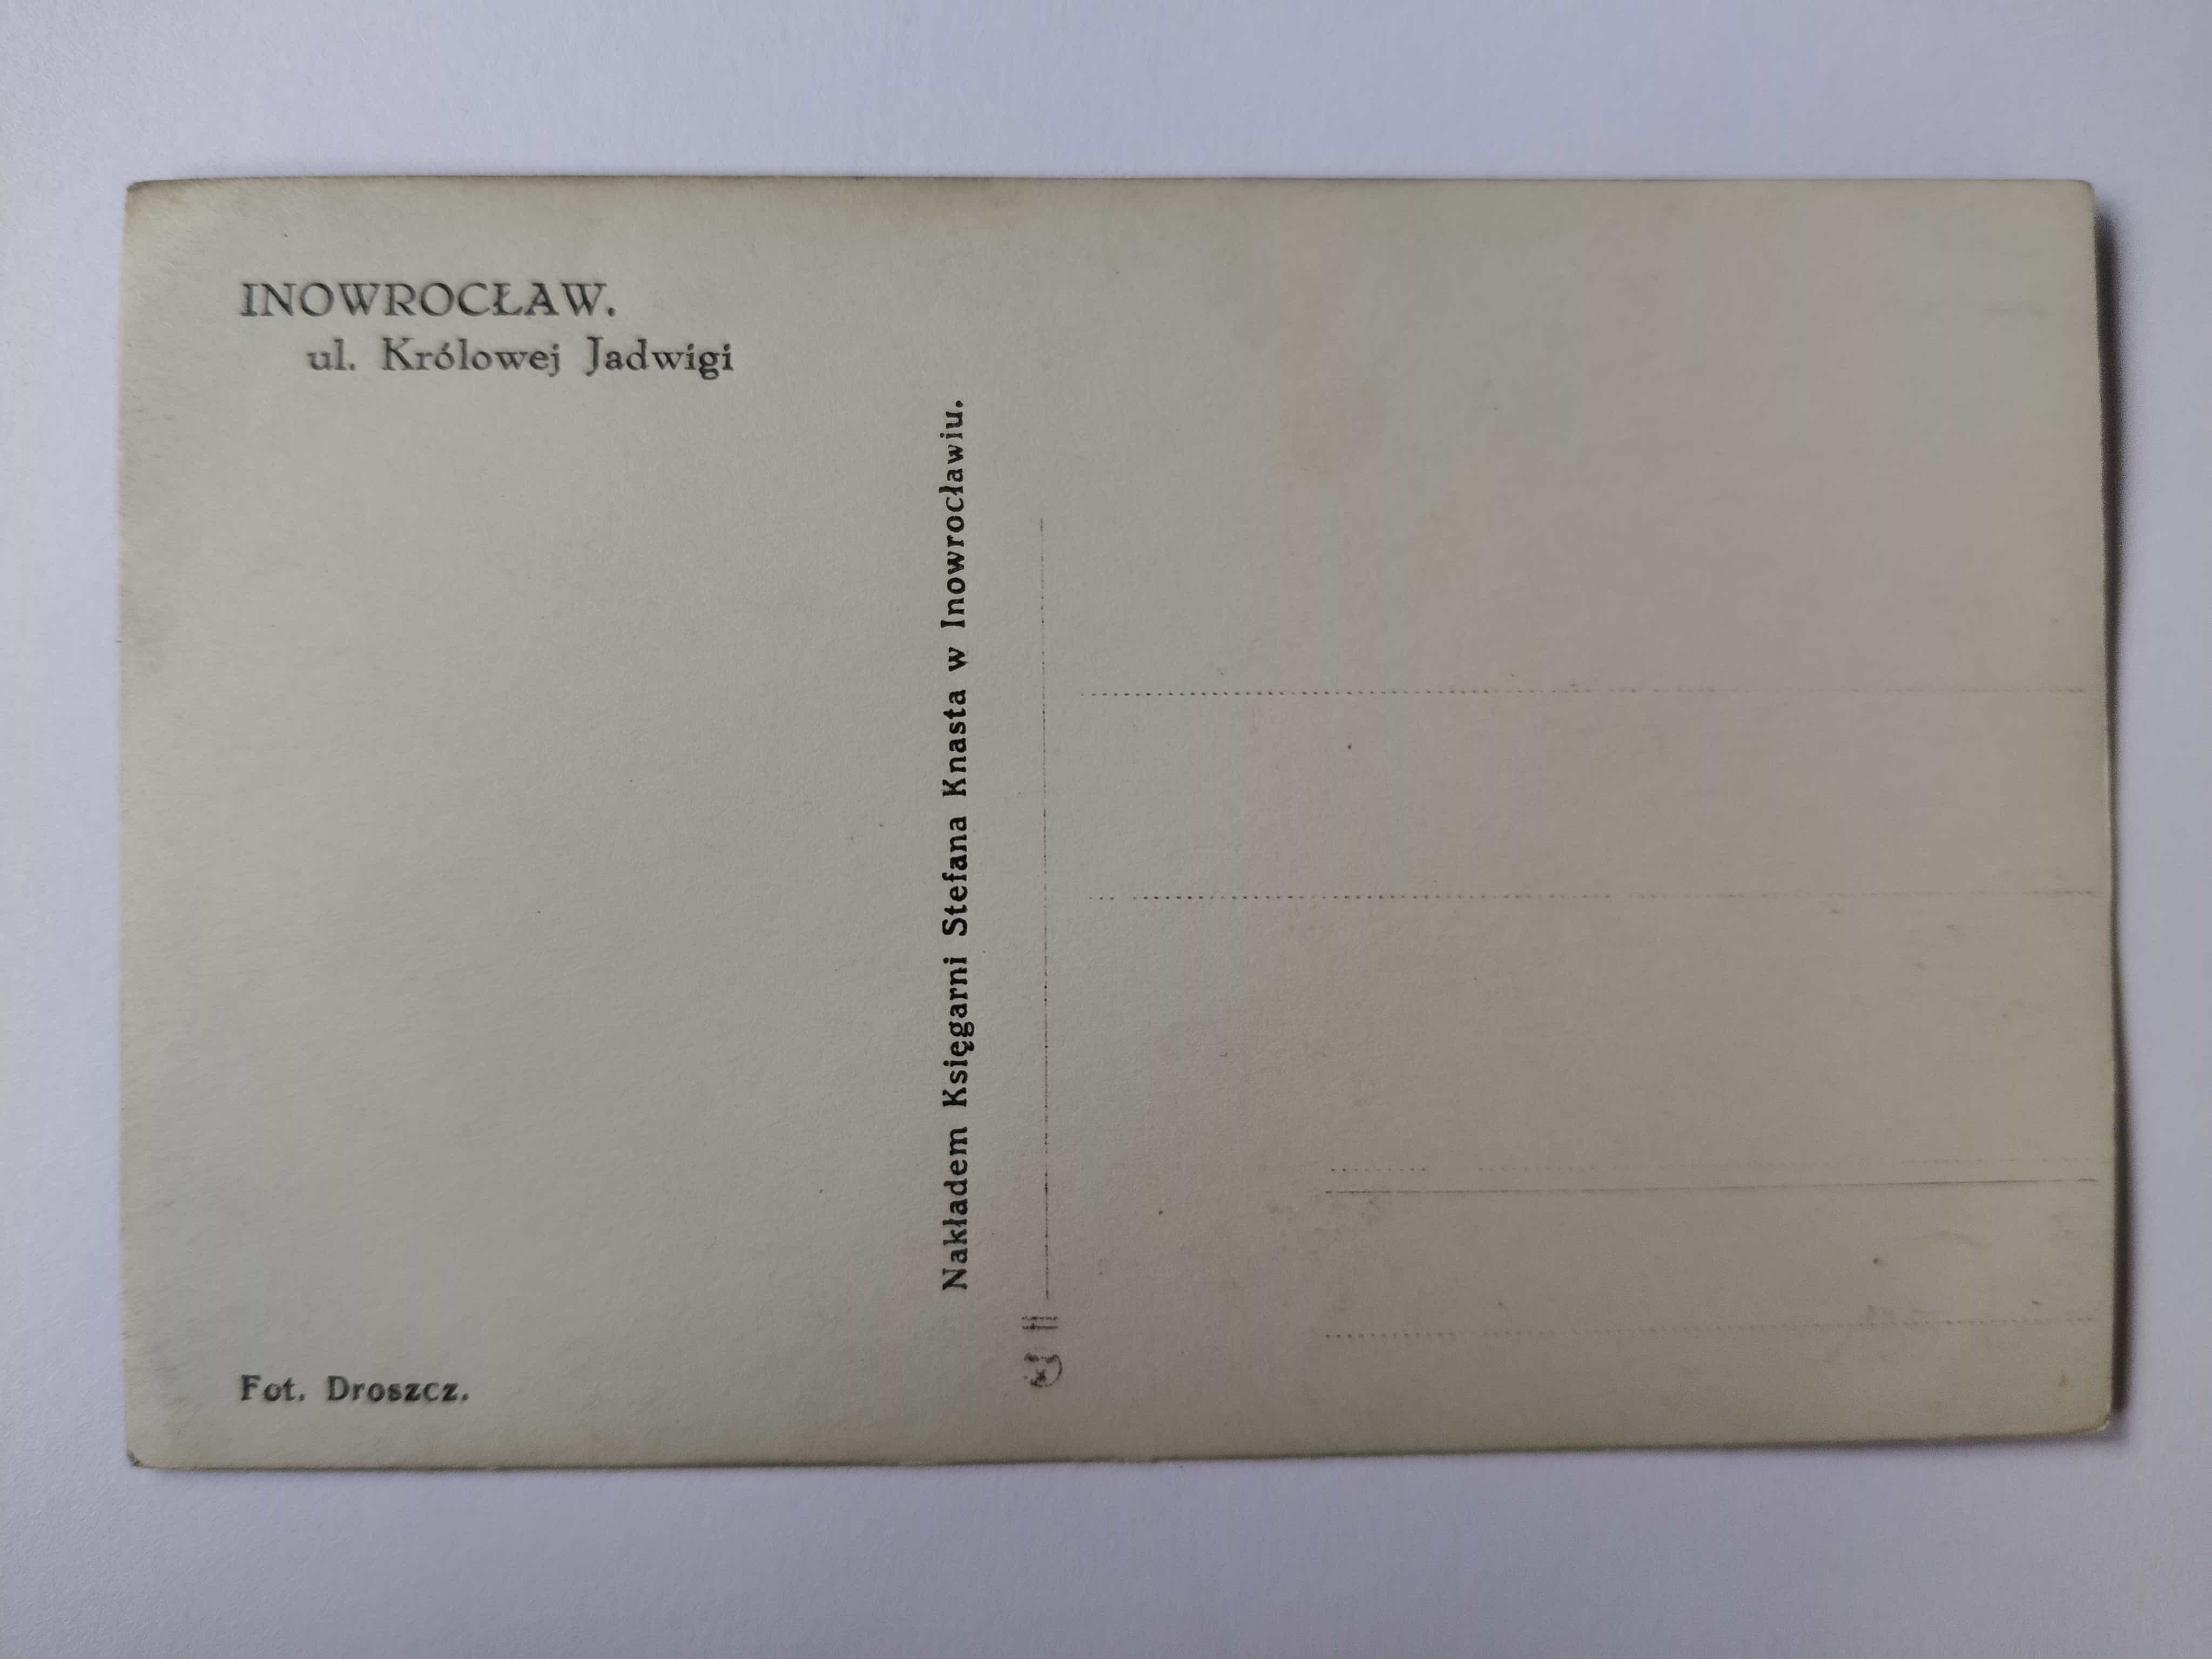 INOWROCŁAW.
ul. Królowej Jadwigi
Nakładem Księgarni Stefana Knasta w Inowrocławiu.
Fot. Droszcz.